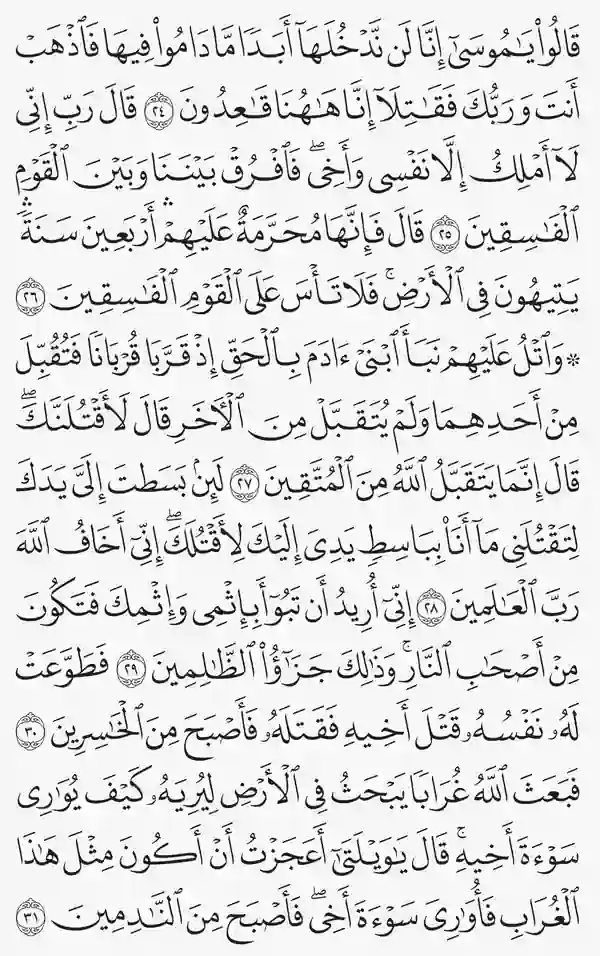 قَالُواْ يَٰمُوسَىٰٓ إِنَّا لَن نَّدۡخُلَهَآ أَبَدٗا مَّا دَامُواْ فِيهَا فَٱذۡهَبۡ
أَنتَ وَرَبُّكَ فَقَٰتِلَآ إِنَّا هَٰهُنَا قَٰعِدُونَ ٢٤ قَالَ رَبِّ إِنِّي
لَآ أَمۡلِكُ إِلَّا نَفۡسِي وَأَخِيۖ فَٱفۡرُقۡ بَيۡنَنَا وَبَيۡنَ ٱلۡقَوۡمِ
ٱلۡفَٰسِقِينَ ٢٥ قَالَ فَإِنَّهَا مُحَرَّمَةٌ عَلَيۡهِمۡۛ أَرۡبَعِينَ سَنَةٗۛ
يَتِيهُونَ فِي ٱلۡأَرۡضِۚ فَلَا تَأۡسَ عَلَى ٱلۡقَوۡمِ ٱلۡفَٰسِقِينَ ٢٦
۞ وَٱتۡلُ عَلَيۡهِمۡ نَبَأَ ٱبۡنَيۡ ءَادَمَ بِٱلۡحَقِّ إِذۡ قَرَّبَا قُرۡبَانٗا فَتُقُبِّلَ
مِنۡ أَحَدِهِمَا وَلَمۡ يُتَقَبَّلۡ مِنَ ٱلۡأٓخَرِ قَالَ لَأَقۡتُلَنَّكَۖ
قَالَ إِنَّمَا يَتَقَبَّلُ ٱللَّهُ مِنَ ٱلۡمُتَّقِينَ ٢٧ لَئِنۢ بَسَطتَ إِلَيَّ يَدَكَ
لِتَقۡتُلَنِي مَآ أَنَا۠ بِبَاسِطٖ يَدِيَ إِلَيۡكَ لِأَقۡتُلَكَۖ إِنِّيٓ أَخَافُ ٱللَّهَ
رَبَّ ٱلۡعَٰلَمِينَ ٢٨ إِنِّيٓ أُرِيدُ أَن تَبُوٓأَ بِإِثۡمِي وَإِثۡمِكَ فَتَكُونَ
مِنۡ أَصۡحَٰبِ ٱلنَّارِۚ وَذَٰلِكَ جَزَٰٓؤُاْ ٱلظَّٰلِمِينَ ٢٩ فَطَوَّعَتۡ
لَهُۥ نَفۡسُهُۥ قَتۡلَ أَخِيهِ فَقَتَلَهُۥ فَأَصۡبَحَ مِنَ ٱلۡخَٰسِرِينَ ٣٠
فَبَعَثَ ٱللَّهُ غُرَابٗا يَبۡحَثُ فِي ٱلۡأَرۡضِ لِيُرِيَهُۥ كَيۡفَ يُوَٰرِي
سَوۡءَةَ أَخِيهِۚ قَالَ يَٰوَيۡلَتَىٰٓ أَعَجَزۡتُ أَنۡ أَكُونَ مِثۡلَ هَٰذَا
ٱلۡغُرَابِ فَأُوَٰرِيَ سَوۡءَةَ أَخِيۖ فَأَصۡبَحَ مِنَ ٱلنَّٰدِمِينَ ٣١